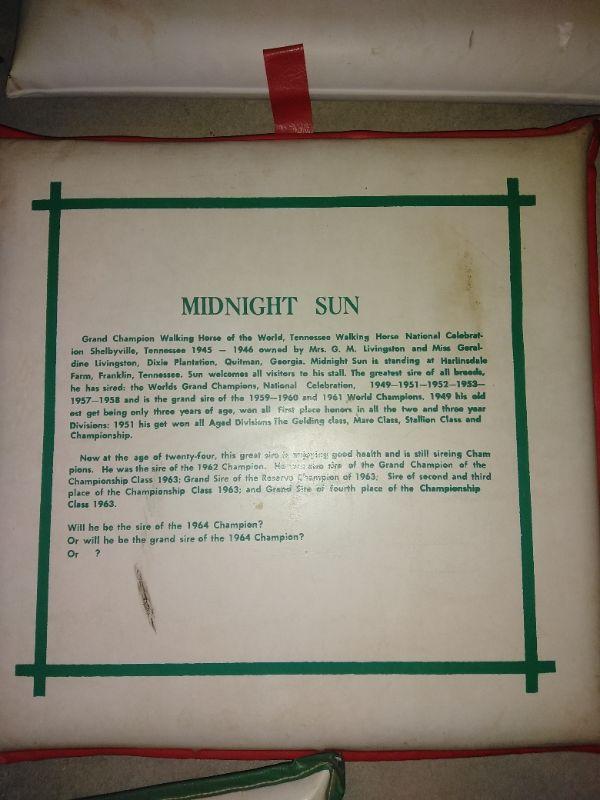 MIDNIGHT SUN
Grand Champion Walking Horse of the World, Tennessee Walking Horse National Celebrat-
ion Shelbyville, Tennessee 1945 — 1946 owned by Mrs. G. M. Livingston and Miss Geral-
dine Livingston, Dixie Plantation, Quitman, Georgia. Midnight Sun is standing at Harlinsdale
Farm, Franklin, Tennessee. Sun welcomes all visitors to his stall. The greatest sire of all breeds,
he has sired: the Worlds Grand Champions, National Celebration, 1949—1951—1952—1953—
1957—1958 and is the grand sire of the 1959—1960 and 1961 World Champions. 1949 his old
est get being only three years of age, won all First place honors in all the two and three year
Divisions: 1951 his get won all Aged Divisions The Gelding class, Mare Class, Stallion Class and
Championship.
Now at the age of twenty-four, this great sire is enjoying good health and is still sireing Cham
pions. He was the sire of the 1962 Champion. He was also sire of the Grand Champion of the
Championship Class 1963; Grand Sire of the Reserve Champion of 1963; Sire of second and third
place of the Championship Class 1963; and Grand Sire of fourth place of the Championship
Class 1963.
Will he be the sire of the 1964 Champion?
Or will he be the grand sire of the 1964 Champion?
Or ?